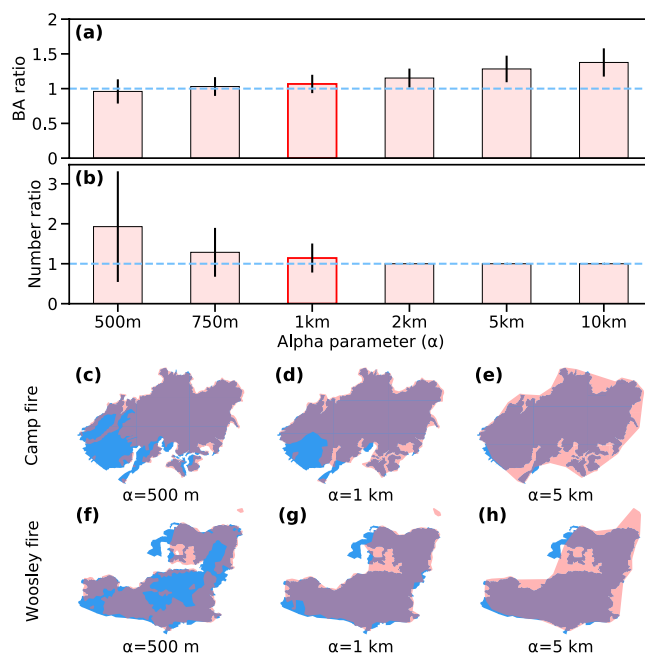 (a)
BA ratio
2
1.5
1
0.5
0
(b)
Number ratio
3
2
1
0
500m 750m 1km 2km 5km 10km
Alpha parameter (α)
Camp fire
(c) (d) (e)
α=500 m α=1 km α=5 km
Woosley fire
(f) (g) (h)
α=500 m α=1 km α=5 km